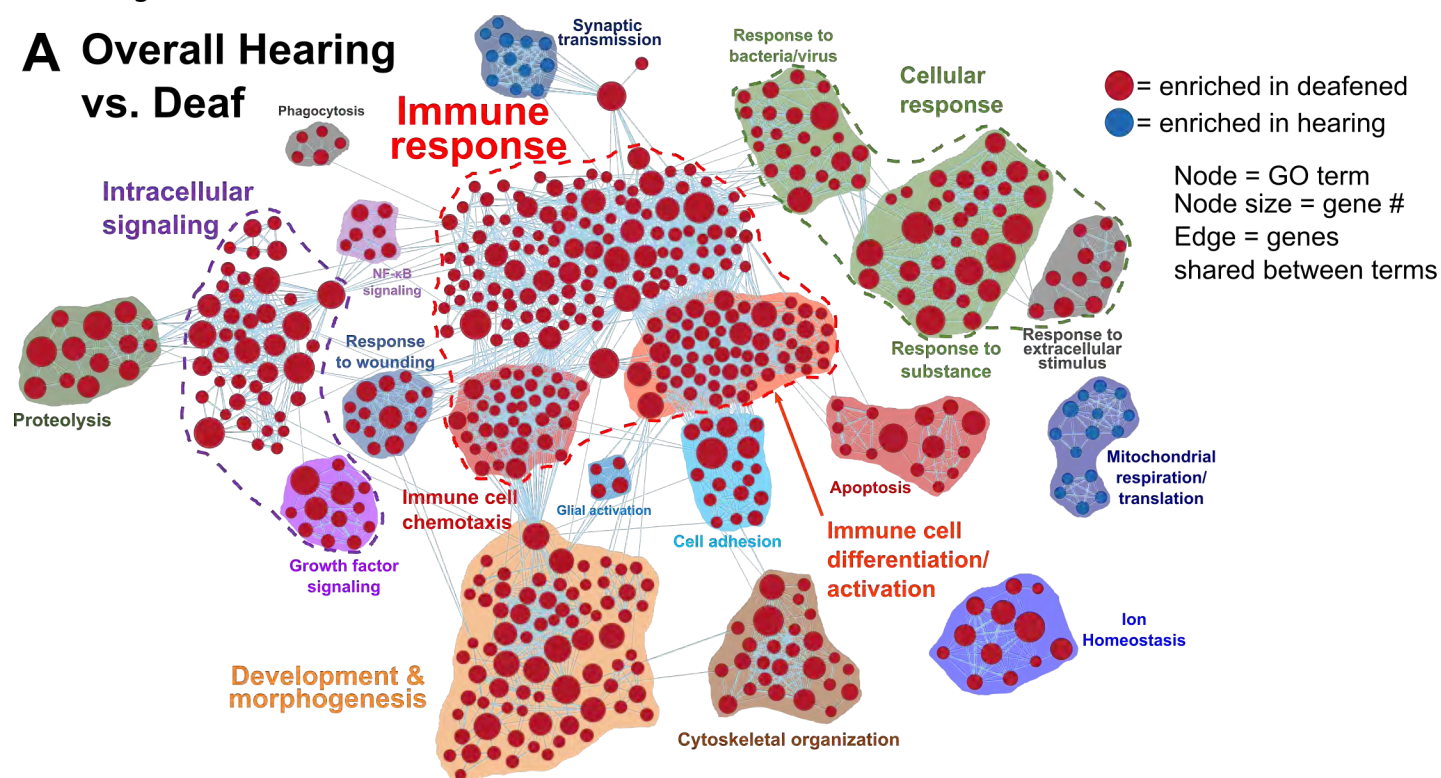 A Overall Hearing
vs. Deaf
Synaptic
transmission
Response to
bacteria/virus
Cellular
response
= enriched in deafened
= enriched in hearing
Node = GO term
Node size = gene #
Edge = genes
shared between terms
Phagocytosis
Immune
response
Intracellular
signaling
NF-κB
signaling
Response
to wounding
Proteolysis
Response to
substance
Response to
extracellular
stimulus
Mitochondrial
respiration/
translation
Apoptosis
Immune cell
chemotaxis
Glial activation
Cell adhesion
Immune cell
differentiation/
activation
Growth factor
signaling
Ion
Homeostasis
Development &
morphogenesis
Cytoskeletal organization